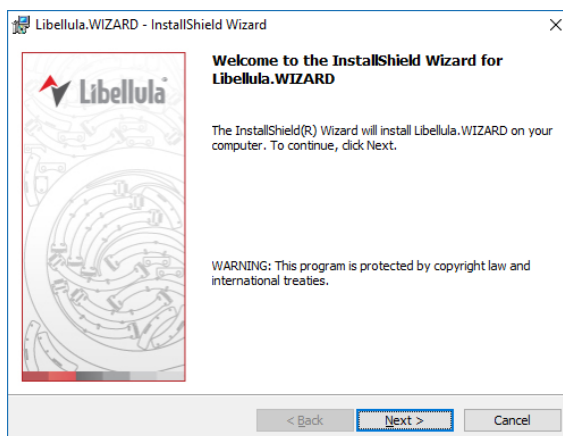 Libellula.WIZARD - InstallShield Wizard
Libellula
Welcome to the InstallShield Wizard for
Libellula.WIZARD
The InstallShield(R) Wizard will install Libellula.WIZARD on your
computer. To continue, click Next.
WARNING: This program is protected by copyright law and
international treaties.
< Back
Next >
Cancel